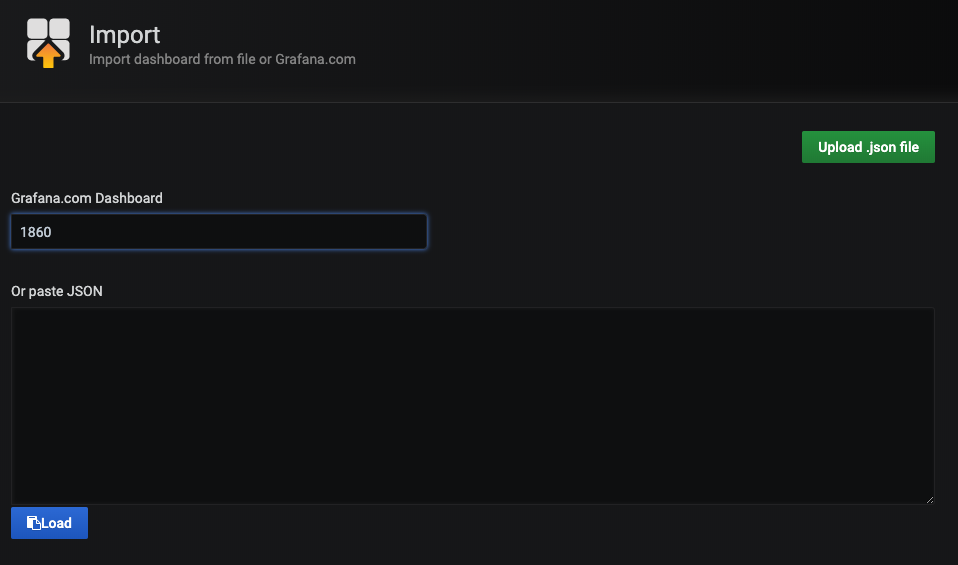 Import
Import dashboard from file or Grafana.com
Upload .json file
Grafana.com Dashboard
1860
Or paste JSON
Load